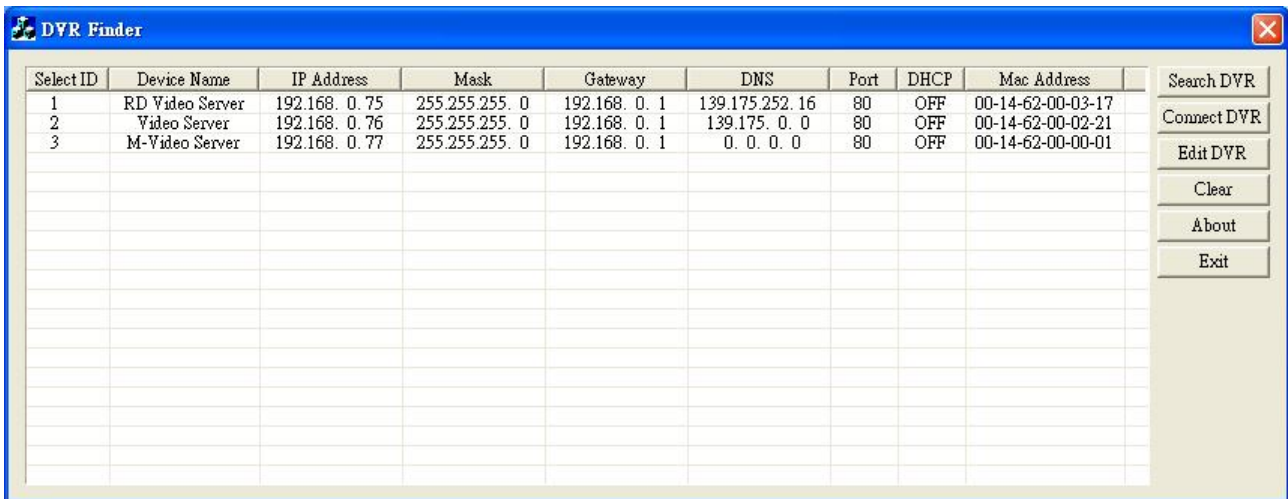 DVR Finder
Select ID Device Name IP Address Mask Gateway DNS Port DHCP Mac Address
1 RD Video Server 192.168. 0. 75 255.255.255. 0 192.168. 0. 1 139.175.252. 16 80 OFF 00-14-62-00-03-17
2 Video Server 192.168. 0. 76 255.255.255. 0 192.168. 0. 1 139.175. 0. 0 80 OFF 00-14-62-00-02-21
3 M-Video Server 192.168. 0. 77 255.255.255. 0 192.168. 0. 1 0. 0. 0. 0 80 OFF 00-14-62-00-00-01
Search DVR
Connect DVR
Edit DVR
Clear
About
Exit